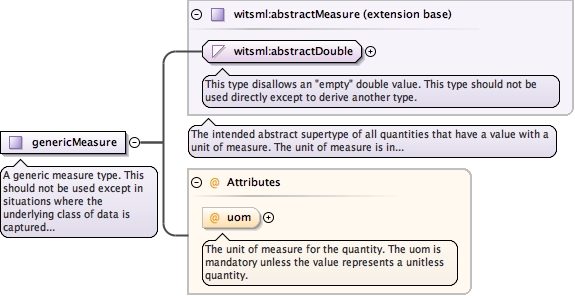 witsml:abstractMeasure (extension base)
witsml:abstractDouble
This type disallows an "empty" double value. This type should not be
used directly except to derive another type.
The intended abstract supertype of all quantities that have a value with a
unit of measure. The unit of measure is in...
genericMeasure
A generic measure type. This
should not be used except in
situations where the
underlying class of data is
captured...
@ Attributes
@ uom
The unit of measure for the quantity. The uom is
mandatory unless the value represents a unitless
quantity.